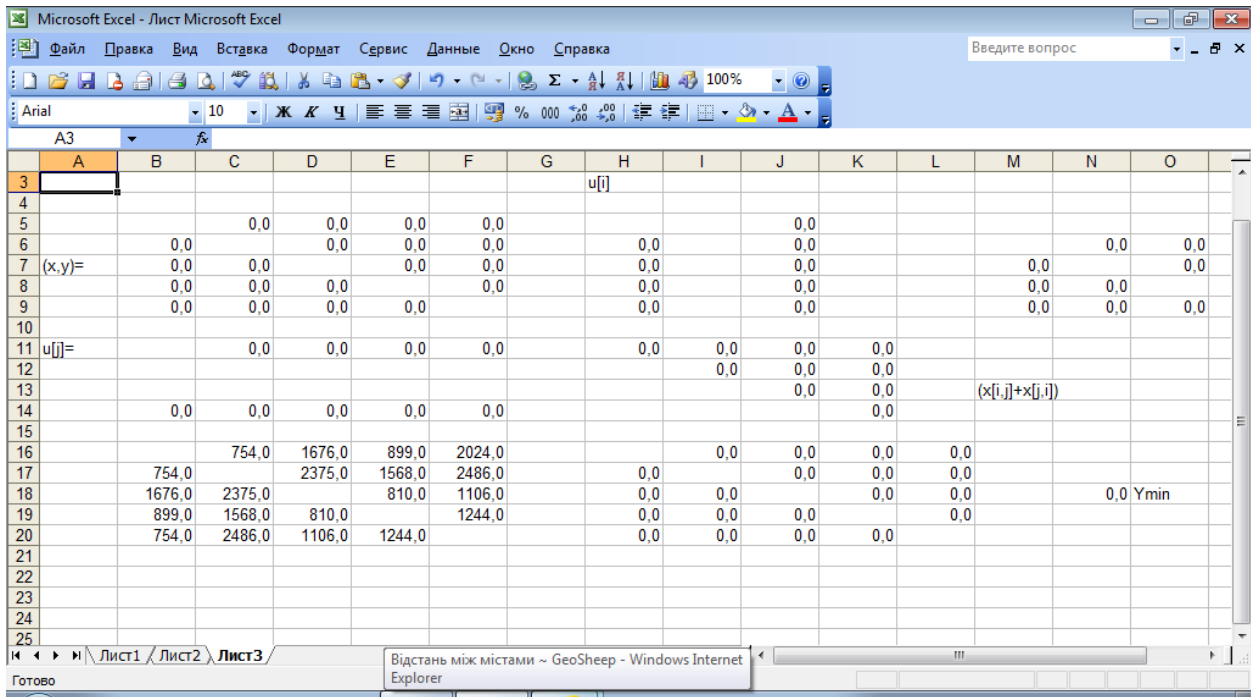 Microsoft Excel - Лист Microsoft Excel
Файл Правка Вид Вставка Формат Сервис Данные Окно Справка Введите вопрос
100%
Arial 10 Ж К Ч % 000
A3 fx
A B C D E F G H I J K L M N O
3 u[i]
4
5 0,0 0,0 0,0 0,0 0,0
6 0,0 0,0 0,0 0,0 0,0 0,0 0,0 0,0
7 (x,y)= 0,0 0,0 0,0 0,0 0,0 0,0 0,0 0,0
8 0,0 0,0 0,0 0,0 0,0 0,0 0,0 0,0
9 0,0 0,0 0,0 0,0 0,0 0,0 0,0 0,0 0,0
10
11 u[j]= 0,0 0,0 0,0 0,0 0,0 0,0 0,0 0,0
12 0,0 0,0 0,0
13 0,0 0,0 (x[i,j]+x[j,i])
14 0,0 0,0 0,0 0,0 0,0 0,0
15
16 754,0 1676,0 899,0 2024,0 0,0 0,0 0,0 0,0
17 754,0 2375,0 1568,0 2486,0 0,0 0,0 0,0 0,0
18 1676,0 2375,0 810,0 1106,0 0,0 0,0 0,0 0,0 0,0 Ymin
19 899,0 1568,0 810,0 1244,0 0,0 0,0 0,0 0,0
20 754,0 2486,0 1106,0 1244,0 0,0 0,0 0,0 0,0
21
22
23
24
25
Лист1 Лист2 Лист3
Відстань між містами ~ GeoSheep - Windows Internet
Explorer
Готово